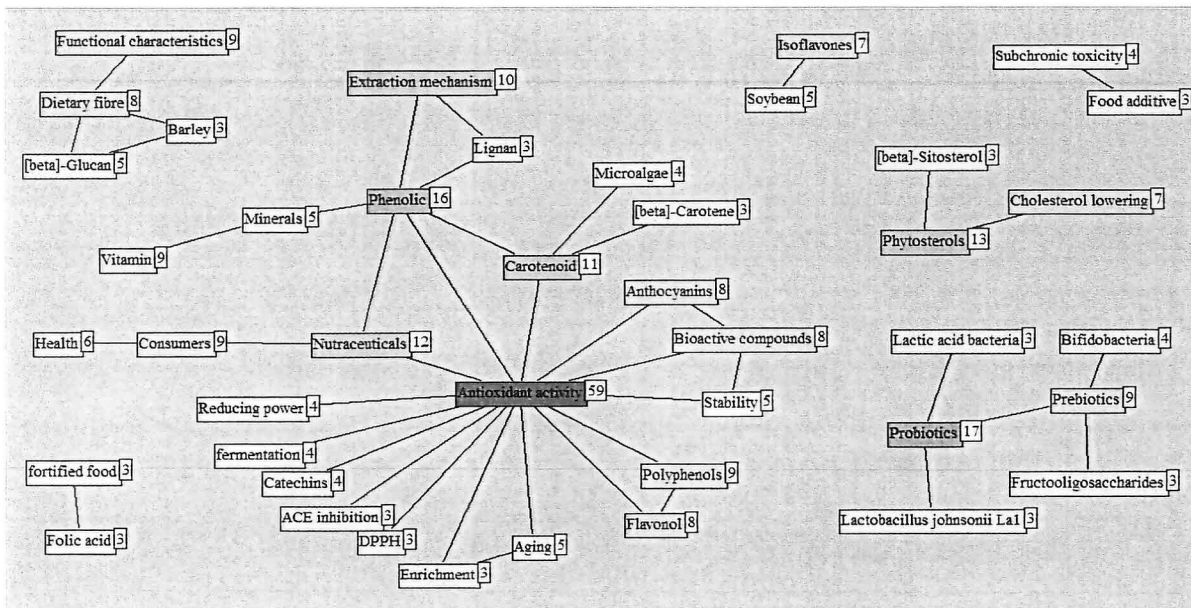 Functional characteristics 9
Isoflavones 7
Subchronic toxicity 4
Extraction mechanism 10
Dietary fibre 8
Soybean 5
Food additive 3
Barley 3
Lignan 3
[beta]-Glucan 5
[beta]-Sitosterol 3
Microalgae 4
Phenolic 16
Cholesterol lowering 7
Minerals 5
[beta]-Carotene 3
Phytosterols 13
Vitamin 9
Carotenoid 11
Anthocyanins 8
Health 6
Consumers 9
Nutraceuticals 12
Bioactive compounds 8
Lactic acid bacteria 3
Bifidobacteria 4
Antioxidant activity 59
Stability 5
Prebiotics 9
Reducing power 4
Probiotics 17
fermentation 4
fortified food 3
Polyphenols 9
Catechins 4
Fructooligosaccharides 3
ACE inhibition 3
Flavonol 8
Lactobacillus johnsonii La1 3
Folic acid 3
DPPH 3
Aging 5
Enrichment 3